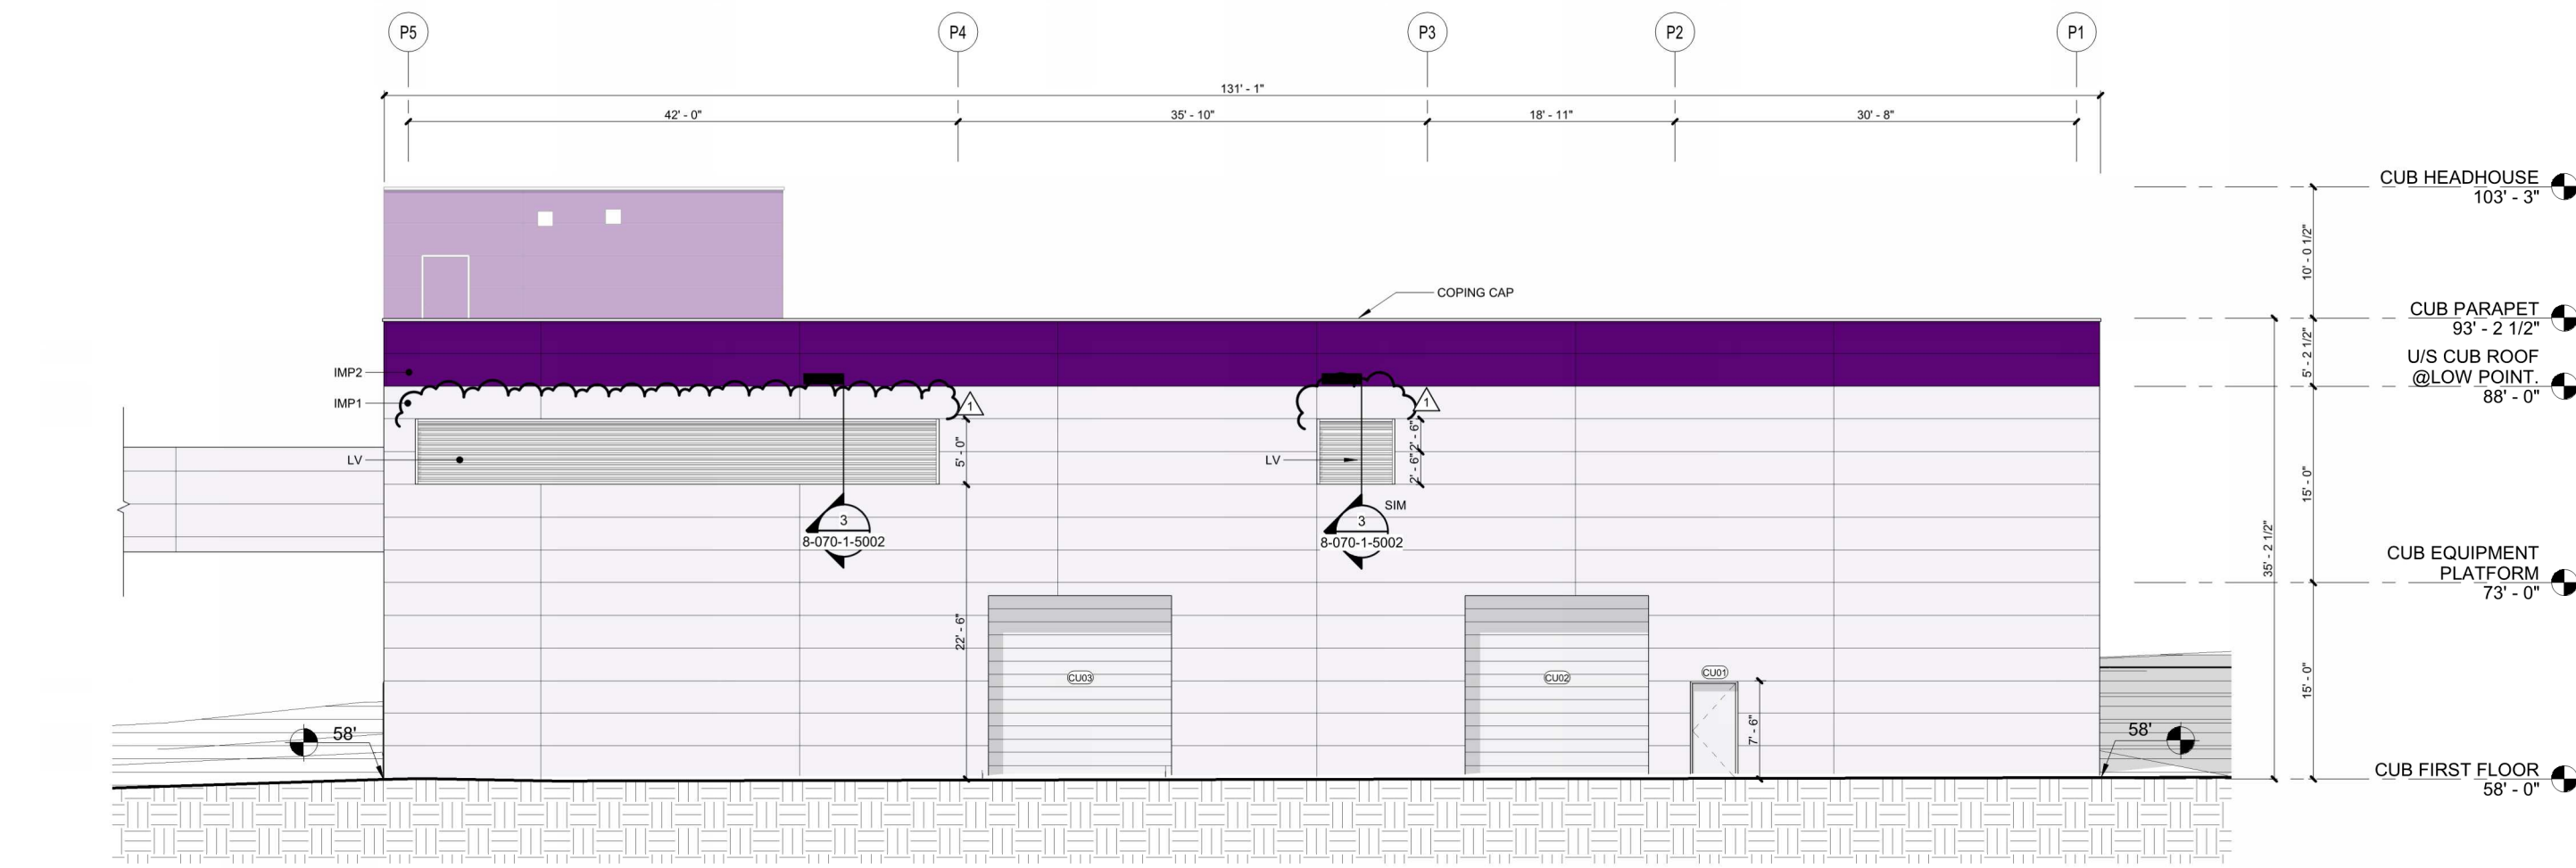 P5
P4
P3
P2
P1
131' - 1"
42' - 0"
35' - 10"
18' - 11"
30' - 8"
CUB HEADHOUSE
103' - 3"
10' - 0 1/2"
COPING CAP
CUB PARAPET
93' - 2 1/2"
5' - 2 1/2"
U/S CUB ROOF
@LOW POINT.
88' - 0"
IMP2
IMP1
1
1
LV
5' - 0"
LV
2' - 6"
2' - 6"
15' - 0"
SIM
3
8-070-1-5002
3
8-070-1-5002
35' - 2 1/2"
CUB EQUIPMENT
PLATFORM
73' - 0"
22' - 6"
CU03
CU02
CU01
7' - 6"
15' - 0"
58'
58'
CUB FIRST FLOOR
58' - 0"